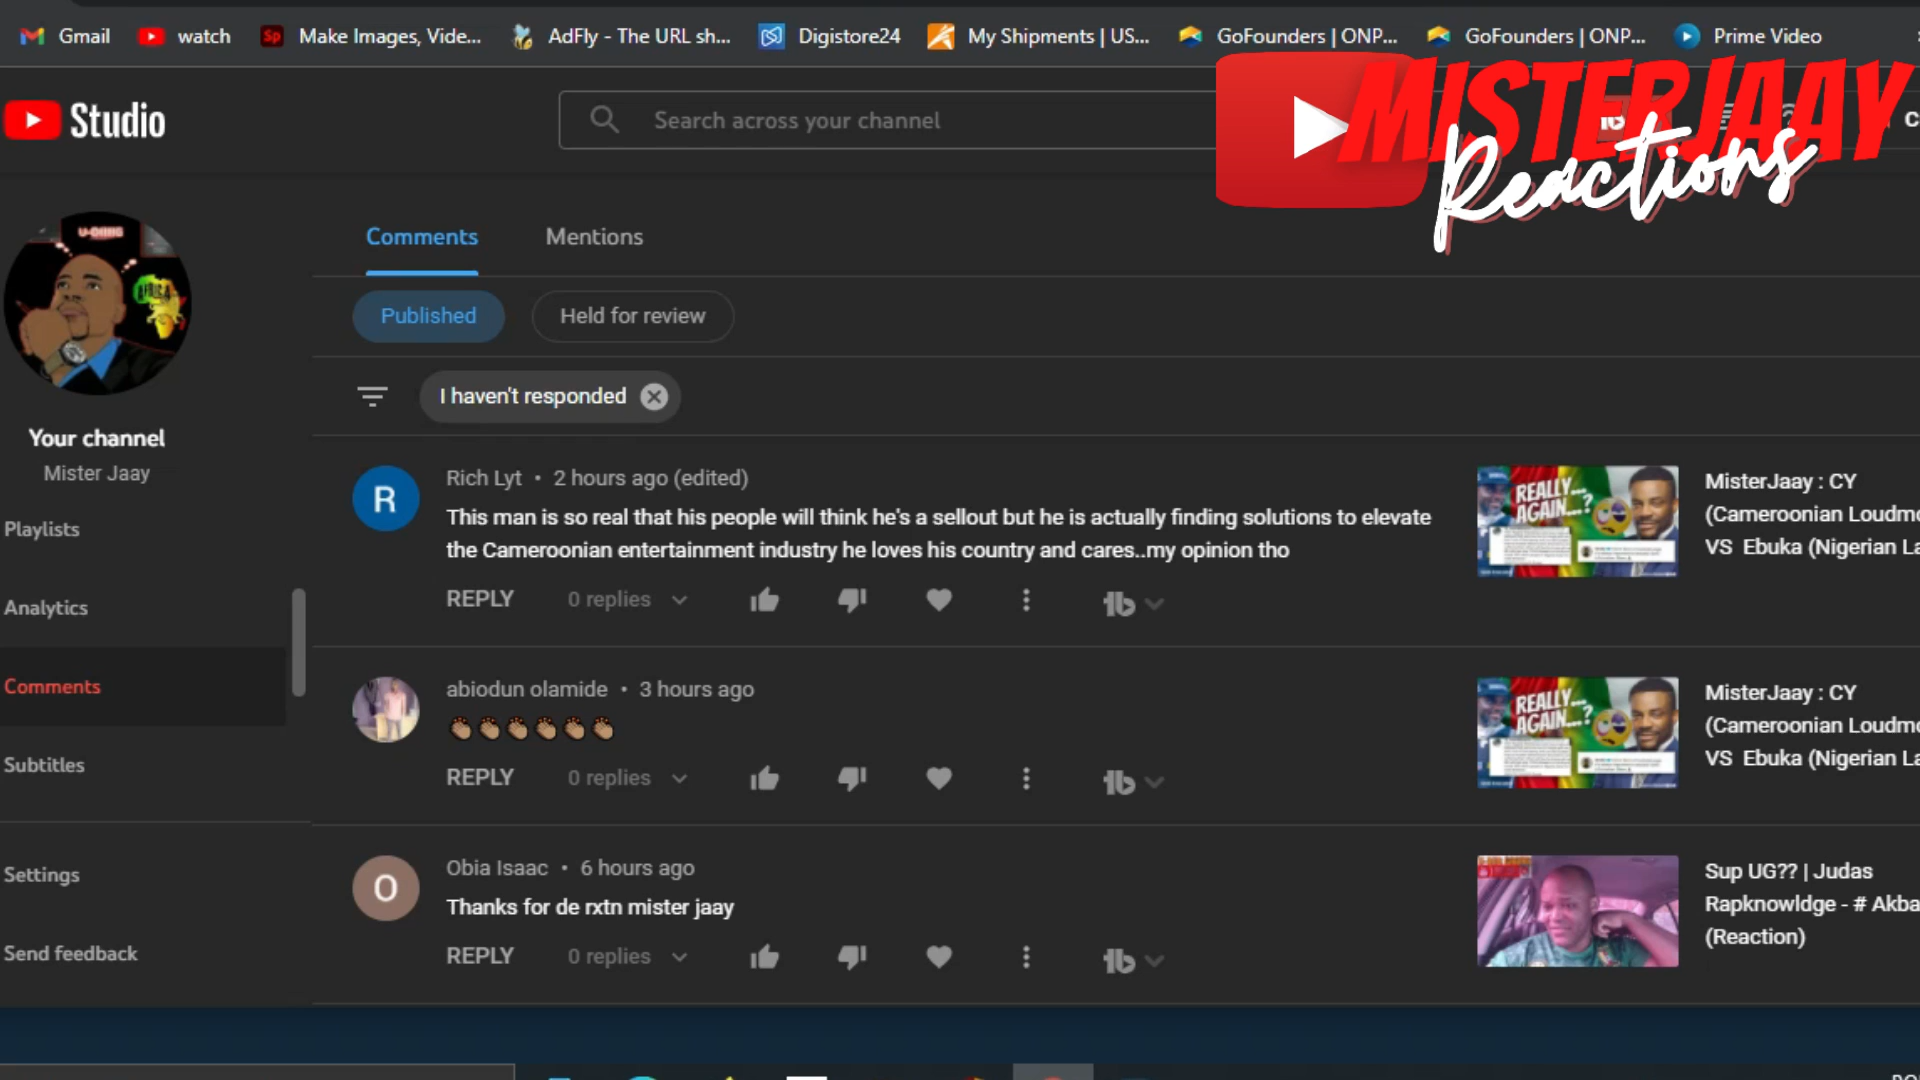 Gmail
watch
Make Images, Vide...
AdFly - The URL sh...
Digistore24
My Shipments | US...
GoFounders | ONP...
GoFounders | ONP...
Prime Video
Studio
Search across your channel
MISTERJAAY
Reactions
Your channel
Mister Jaay
Playlists
Analytics
Comments
Subtitles
Settings
Send feedback
Comments
Mentions
Published
Held for review
I haven't responded
R
Rich Lyt • 2 hours ago (edited)
This man is so real that his people will think he's a sellout but he is actually finding solutions to elevate
the Cameroonian entertainment industry he loves his country and cares..my opinion tho
REPLY
0 replies
REALLY...
AGAIN...?
MisterJaay : CY
(Cameroonian Loudmo
VS Ebuka (Nigerian La
abiodun olamide • 3 hours ago
👏🏽👏🏽👏🏽👏🏽👏🏽👏🏽
REPLY
0 replies
REALLY...
AGAIN...?
MisterJaay : CY
(Cameroonian Loudmo
VS Ebuka (Nigerian La
O
Obia Isaac • 6 hours ago
Thanks for de rxtn mister jaay
REPLY
0 replies
Sup UG?? | Judas
Rapknowldge - # Akba
(Reaction)